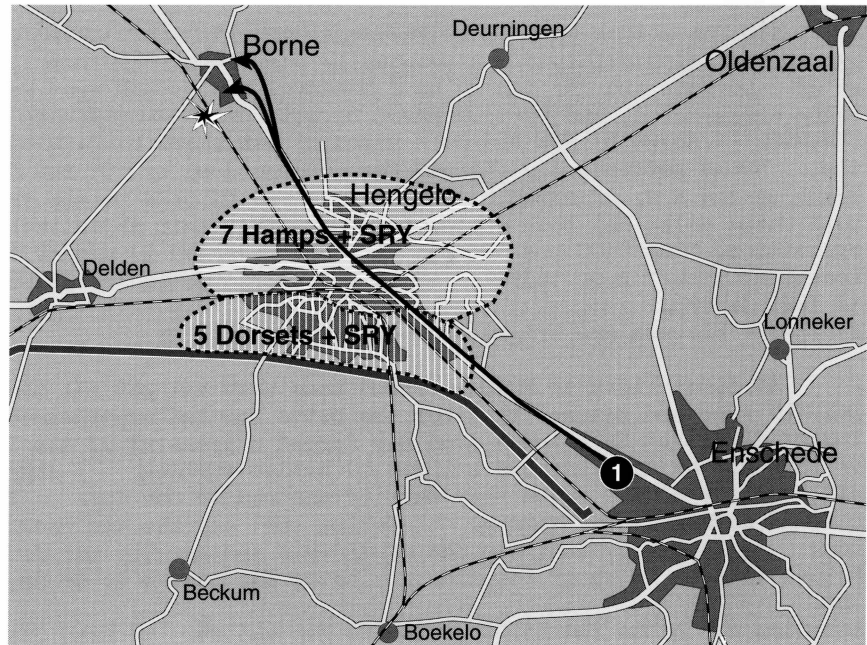 Borne
Deurningen
Oldenzaal
Hengelo
7 Hamps + SRY
Delden
5 Dorsets + SRY
Lonneker
Enschede
1
Beckum
Boekelo